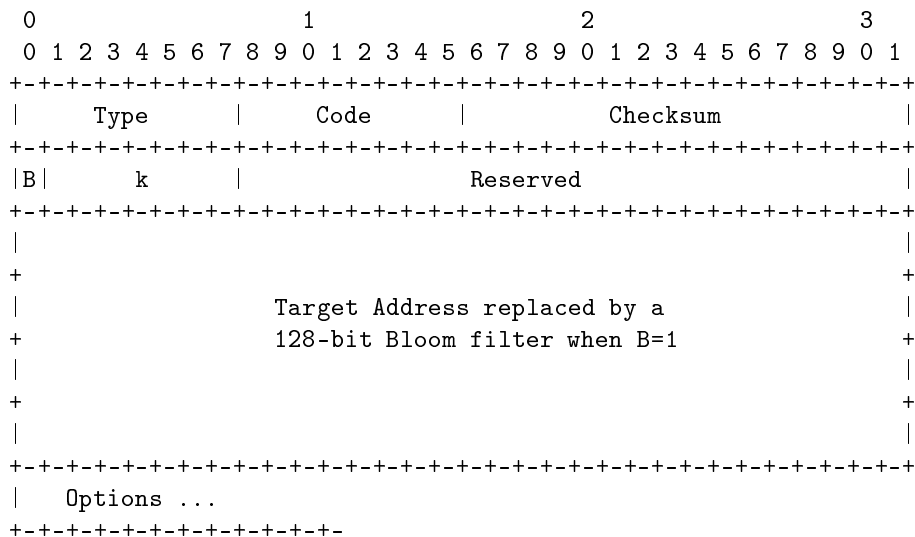 0                   1                   2                   3
 0 1 2 3 4 5 6 7 8 9 0 1 2 3 4 5 6 7 8 9 0 1 2 3 4 5 6 7 8 9 0 1
+-+-+-+-+-+-+-+-+-+-+-+-+-+-+-+-+-+-+-+-+-+-+-+-+-+-+-+-+-+-+-+-+
|     Type      |     Code      |          Checksum             |
+-+-+-+-+-+-+-+-+-+-+-+-+-+-+-+-+-+-+-+-+-+-+-+-+-+-+-+-+-+-+-+-+
|B|      k      |                Reserved                       |
+-+-+-+-+-+-+-+-+-+-+-+-+-+-+-+-+-+-+-+-+-+-+-+-+-+-+-+-+-+-+-+-+
|                                                               |
+                                                               +
|                  Target Address replaced by a                 |
+                  128-bit Bloom filter when B=1                +
|                                                               |
+                                                               +
|                                                               |
+-+-+-+-+-+-+-+-+-+-+-+-+-+-+-+-+-+-+-+-+-+-+-+-+-+-+-+-+-+-+-+-+
|   Options ...
+-+-+-+-+-+-+-+-+-+-+-+-